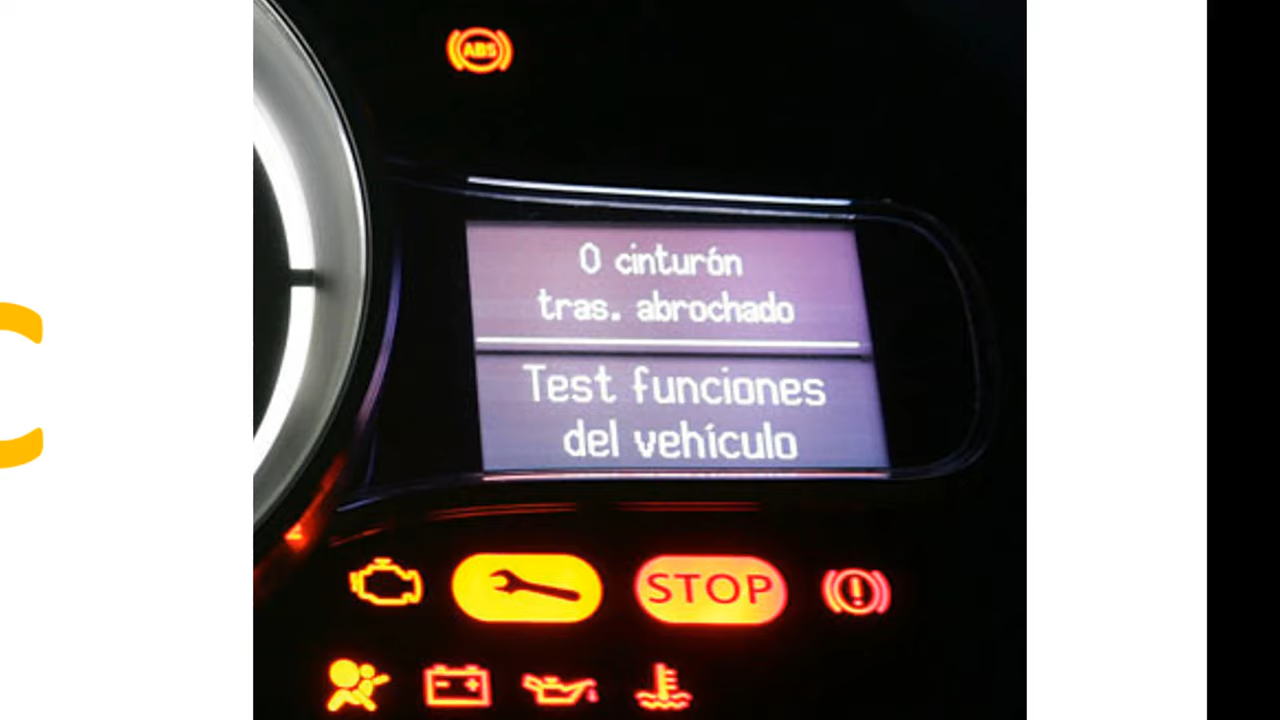 ABS
0 cinturón
tras. abrochado
Test funciones
del vehículo
STOP